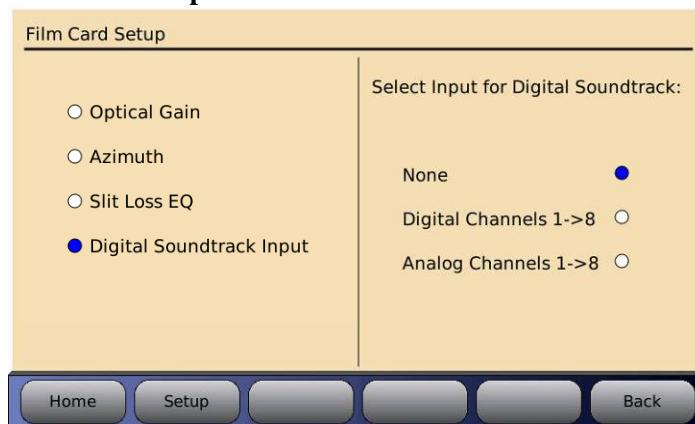 Film Card Setup
Optical Gain
Azimuth
Slit Loss EQ
Digital Soundtrack Input
Select Input for Digital Soundtrack:
None
Digital Channels 1->8
Analog Channels 1->8
Home Setup Back